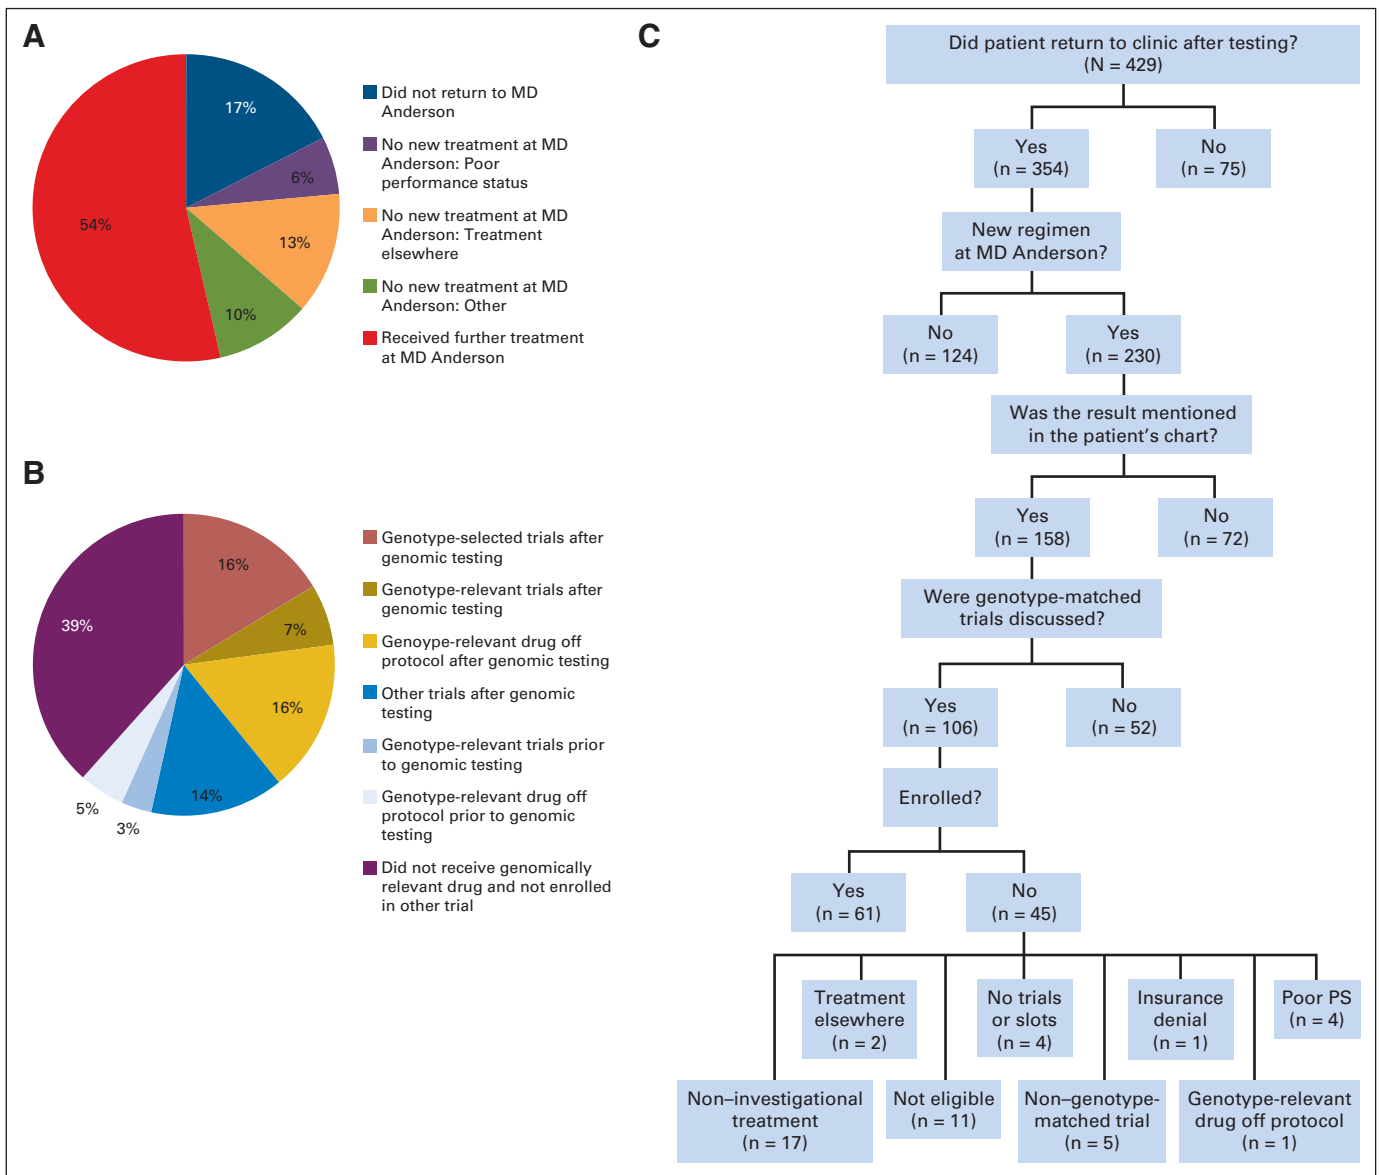 A
17%
6%
13%
10%
54%
Did not return to MD
Anderson
No new treatment at MD
Anderson: Poor
performance status
No new treatment at MD
Anderson: Treatment
elsewhere
No new treatment at MD
Anderson: Other
Received further treatment
at MD Anderson
B
16%
7%
16%
14%
3%
5%
39%
Genotype-selected trials after
genomic testing
Genotype-relevant trials after
genomic testing
Genoype-relevant drug off
protocol after genomic testing
Other trials after genomic
testing
Genotype-relevant trials prior
to genomic testing
Genotype-relevant drug off
protocol prior to genomic
testing
Did not receive genomically
relevant drug and not enrolled
in other trial
C
Did patient return to clinic after testing?
(N = 429)
Yes
(n = 354)
No
(n = 75)
New regimen
at MD Anderson?
No
(n = 124)
Yes
(n = 230)
Was the result mentioned
in the patient's chart?
Yes
(n = 158)
No
(n = 72)
Were genotype-matched
trials discussed?
Yes
(n = 106)
No
(n = 52)
Enrolled?
Yes
(n = 61)
No
(n = 45)
Treatment
elsewhere
(n = 2)
No trials
or slots
(n = 4)
Insurance
denial
(n = 1)
Poor PS
(n = 4)
Non–investigational
treatment
(n = 17)
Not eligible
(n = 11)
Non–genotype-
matched trial
(n = 5)
Genotype-relevant
drug off protocol
(n = 1)